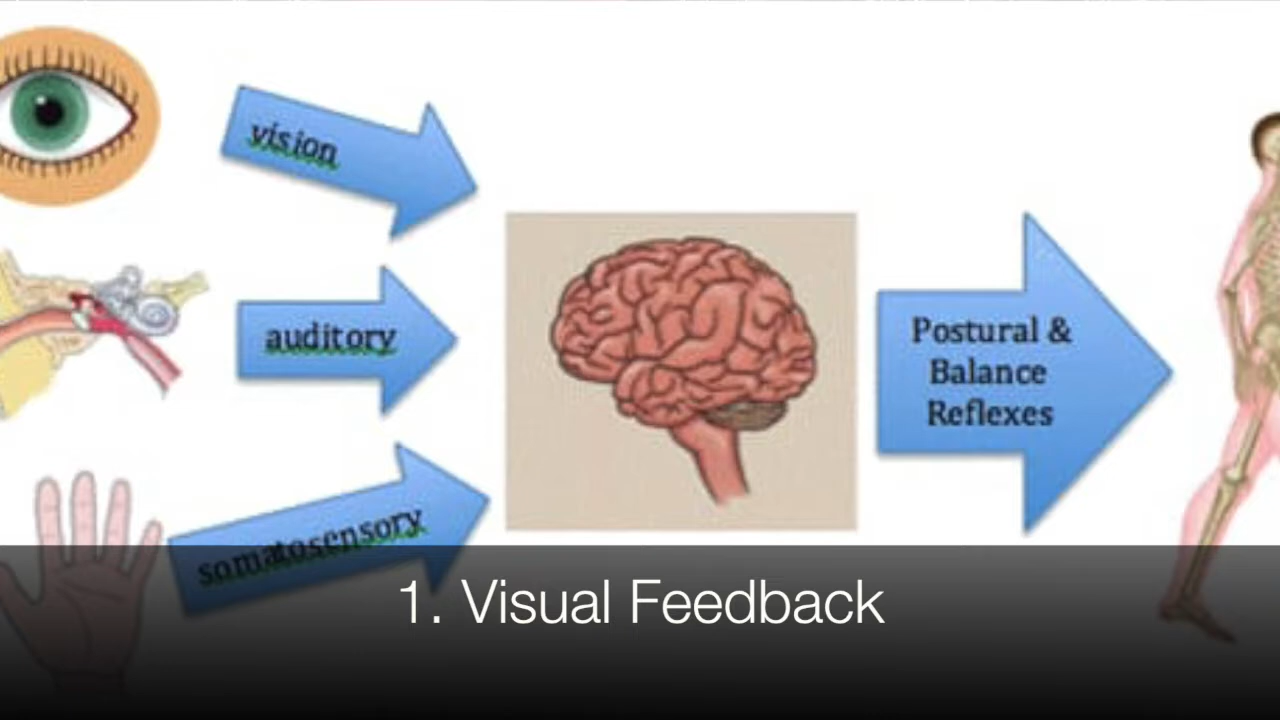 vision
auditory
Postural &
Balance
Reflexes
somatosensory
1. Visual Feedback